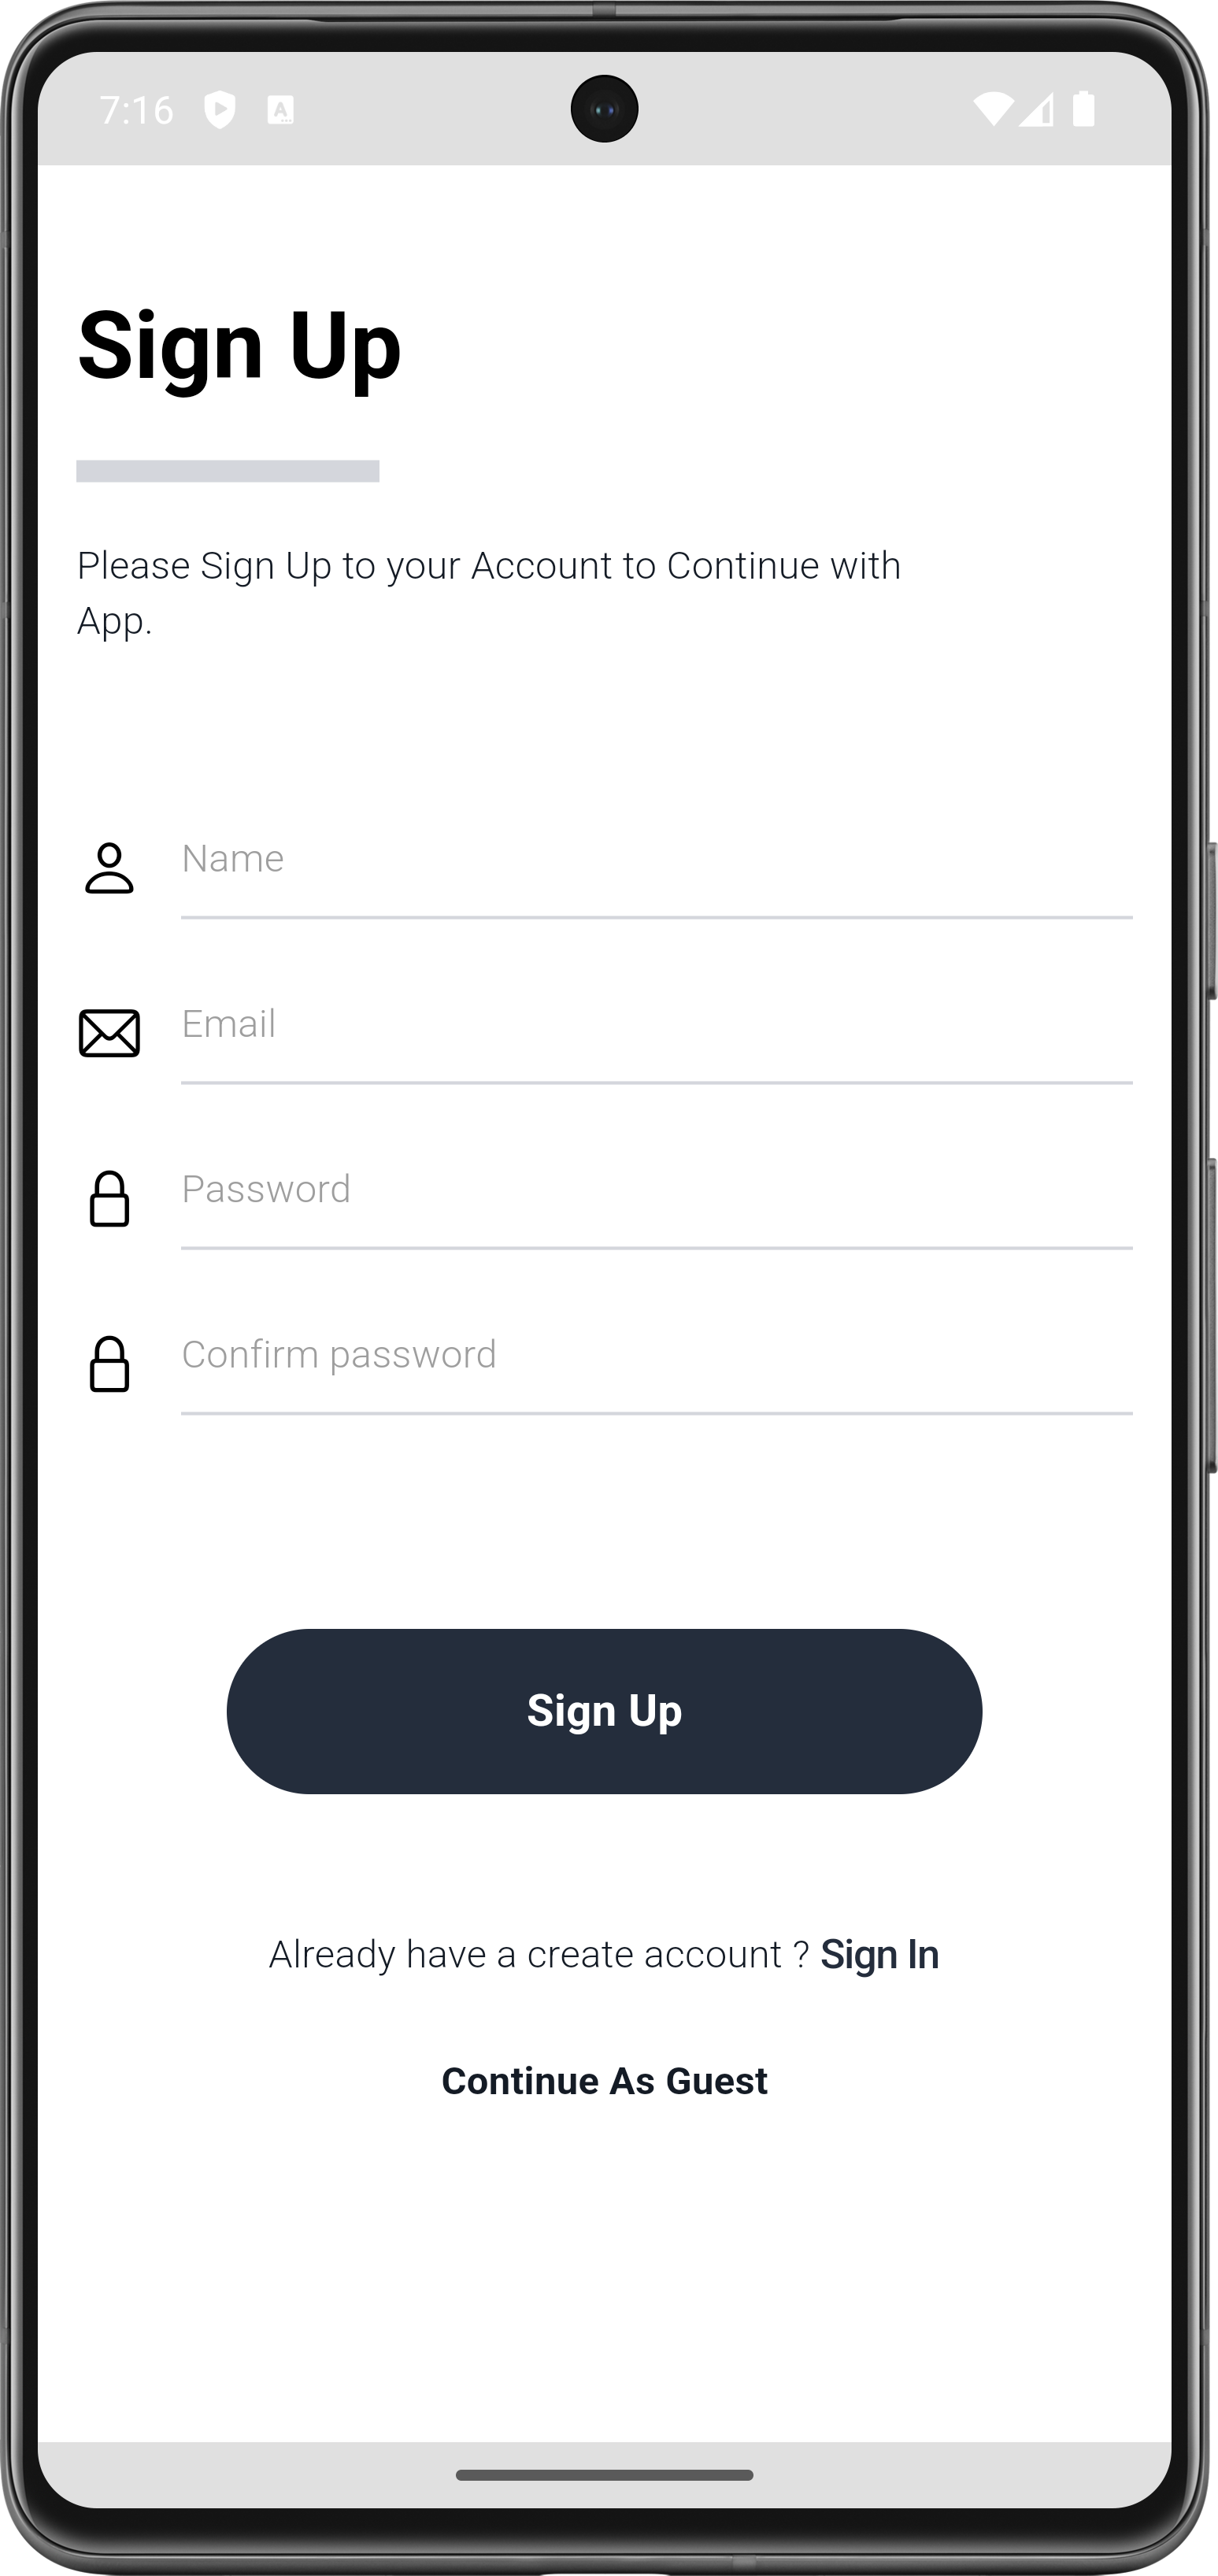 7:16
Sign Up
Please Sign Up to your Account to Continue with
App.
Name
Email
Password
Confirm password
Sign Up
Already have a create account ? Sign In
Continue As Guest